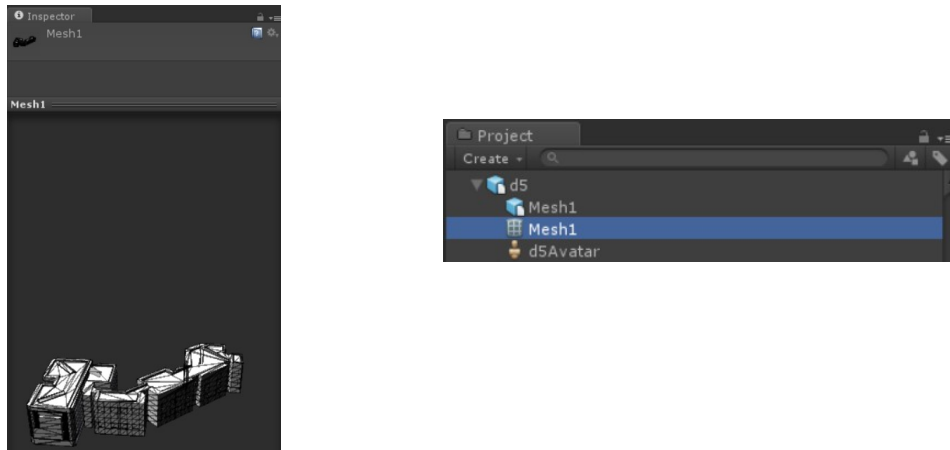 Inspector
Mesh1
Mesh1
Project
Create
d5
Mesh1
Mesh1
d5Avatar